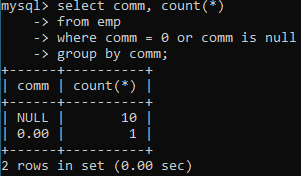 mysql> select comm, count(*)
    -> from emp
    -> where comm = 0 or comm is null
    -> group by comm;
+------+----------+
| comm | count(*) |
+------+----------+
| NULL |       10 |
| 0.00 |        1 |
+------+----------+
2 rows in set (0.00 sec)